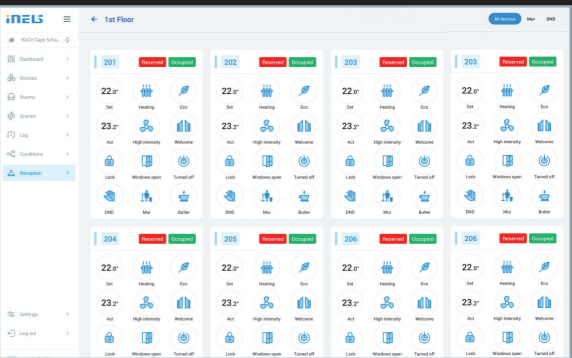 iNELS
← 1st Floor
All devices Mur DND
RACV Cape Scha...
Dashboard
Devices
Rooms
Scenes
Log
Conditions
Reception
Settings
Log out
201 Reserved Occupied
22.0°
Set Heating Eco
23.2°
Act High intensity Welcome
Lock Windows open Turned off
DND Mur Butler
202 Reserved Occupied
22.0°
Set Heating Eco
23.2°
Act High intensity Welcome
Lock Windows open Turned off
DND Mur Butler
203 Reserved Occupied
22.0°
Set Heating Eco
23.2°
Act High intensity Welcome
Lock Windows open Turned off
DND Mur Butler
203 Reserved Occupied
22.0°
Set Heating Eco
23.2°
Act High intensity Welcome
Lock Windows open Turned off
DND Mur Butler
204 Reserved Occupied
22.0°
Set Heating Eco
23.2°
Act High intensity Welcome
Lock Windows open Turned off
205 Reserved Occupied
22.0°
Set Heating Eco
23.2°
Act High intensity Welcome
Lock Windows open Turned off
206 Reserved Occupied
22.0°
Set Heating Eco
23.2°
Act High intensity Welcome
Lock Windows open Turned off
206 Reserved Occupied
22.0°
Set Heating Eco
23.2°
Act High intensity Welcome
Lock Windows open Turned off